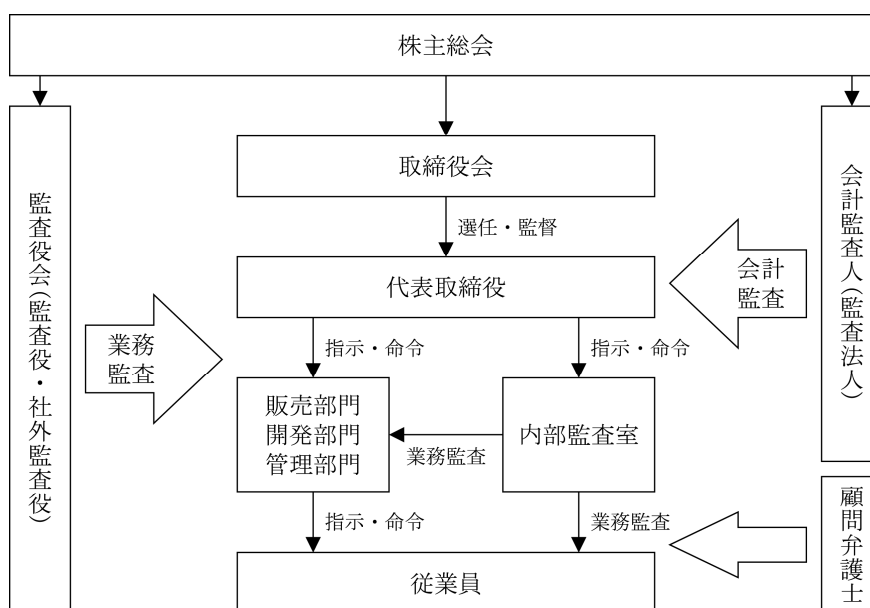 株主総会
取締役会
選任・監督
代表取締役
監査役会(監査役・社外監査役)
業務
監査
会計
監査
会計監査人(監査法人)
指示・命令
指示・命令
販売部門
開発部門
管理部門
業務監査
内部監査室
指示・命令
業務監査
従業員
顧問弁護士